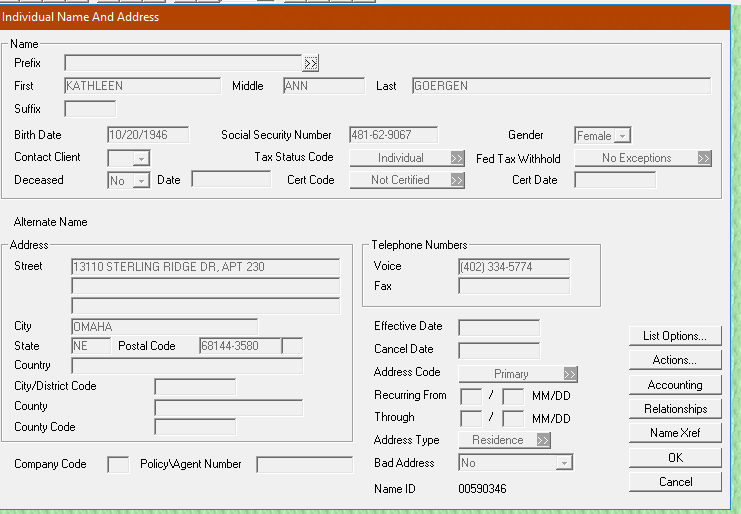 Individual Name And Address
Name
Prefix >>
First KATHLEEN Middle ANN Last GOERGEN
Suffix
Birth Date 10/20/1946 Social Security Number 481-62-9067 Gender Female
Contact Client Tax Status Code Individual >> Fed Tax Withhold No Exceptions >>
Deceased No Date Cert Code Not Certified >> Cert Date
Alternate Name
Address
Street 13110 STERLING RIDGE DR, APT 230
City OMAHA
State NE Postal Code 68144-3580
Country
City/District Code
County
County Code
Company Code Policy\Agent Number
Telephone Numbers
Voice (402) 334-5774
Fax
Effective Date
Cancel Date
Address Code Primary >>
Recurring From / MM/DD
Through / MM/DD
Address Type Residence >>
Bad Address No
Name ID 00590346
List Options...
Actions...
Accounting
Relationships
Name Xref
OK
Cancel